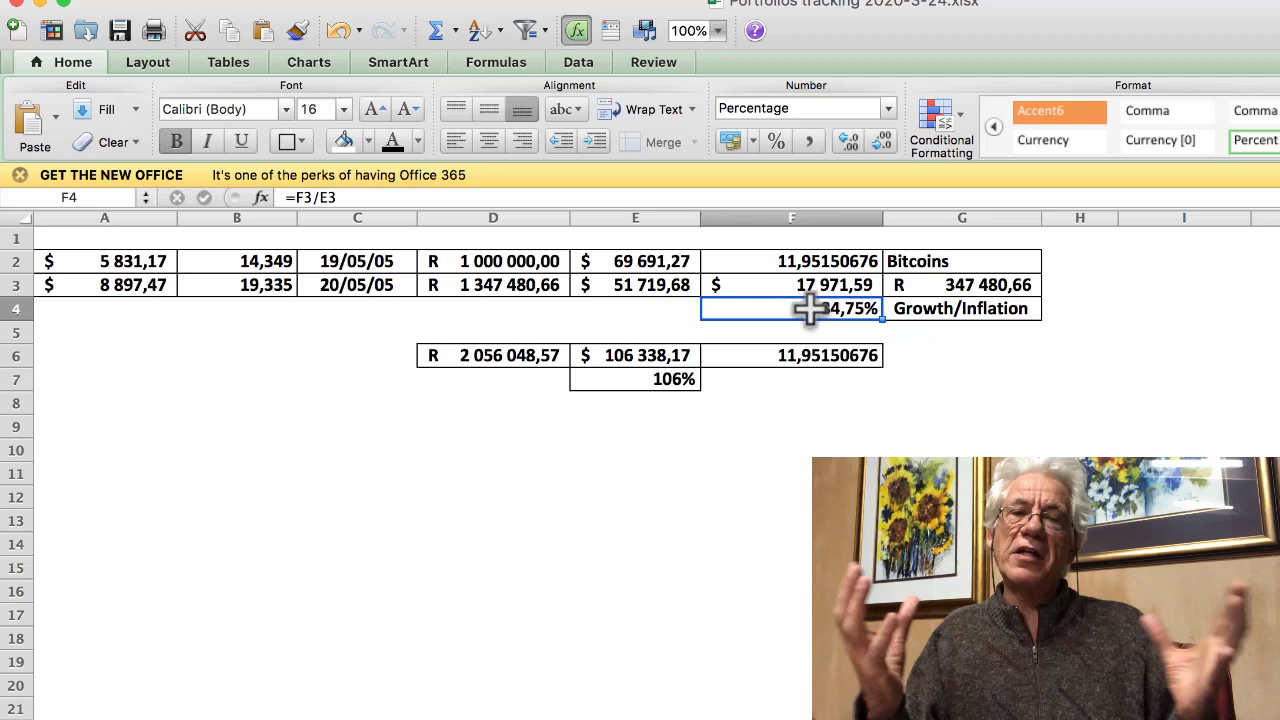 Portfolios tracking 2020-3-24.xlsx
100%
Home Layout Tables Charts SmartArt Formulas Data Review
Edit Font Alignment Number Format
Fill Calibri (Body) 16 abc Wrap Text Percentage Accent6 Comma Comma
Paste Clear B I U Merge % Conditional Formatting Currency Currency [0] Percent
GET THE NEW OFFICE It's one of the perks of having Office 365
F4 fx =F3/E3
A B C D E F G H I
1
2 $ 5 831,17 14,349 19/05/05 R 1 000 000,00 $ 69 691,27 11,95150676 Bitcoins
3 $ 8 897,47 19,335 20/05/05 R 1 347 480,66 $ 51 719,68 $ 17 971,59 R 347 480,66
4 34,75% Growth/Inflation
5
6 R 2 056 048,57 $ 106 338,17 11,95150676
7 106%
8
9
10
11
12
13
14
15
16
17
18
19
20
21